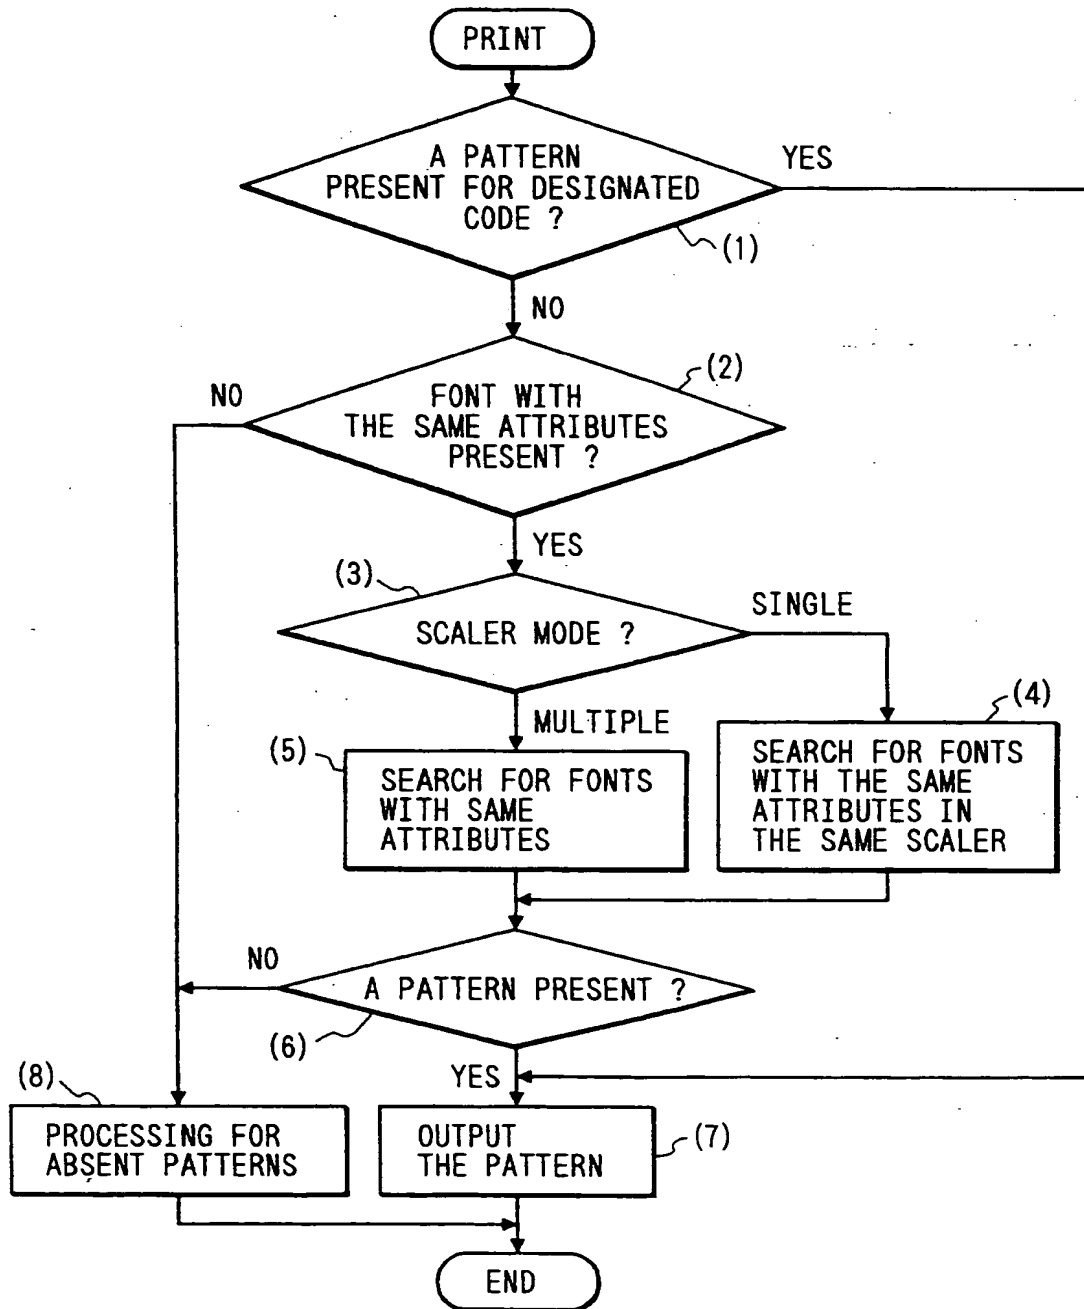 PRINT
A PATTERN
PRESENT FOR DESIGNATED
CODE ?
YES
(1)
NO
(2)
NO
FONT WITH
THE SAME ATTRIBUTES
PRESENT ?
YES
(3)
SINGLE
SCALER MODE ?
(4)
MULTIPLE
(5)
SEARCH FOR FONTS
WITH SAME
ATTRIBUTES
SEARCH FOR FONTS
WITH THE SAME
ATTRIBUTES IN
THE SAME SCALER
NO
A PATTERN PRESENT ?
(6)
YES
(8)
PROCESSING FOR
ABSENT PATTERNS
OUTPUT
THE PATTERN
(7)
END